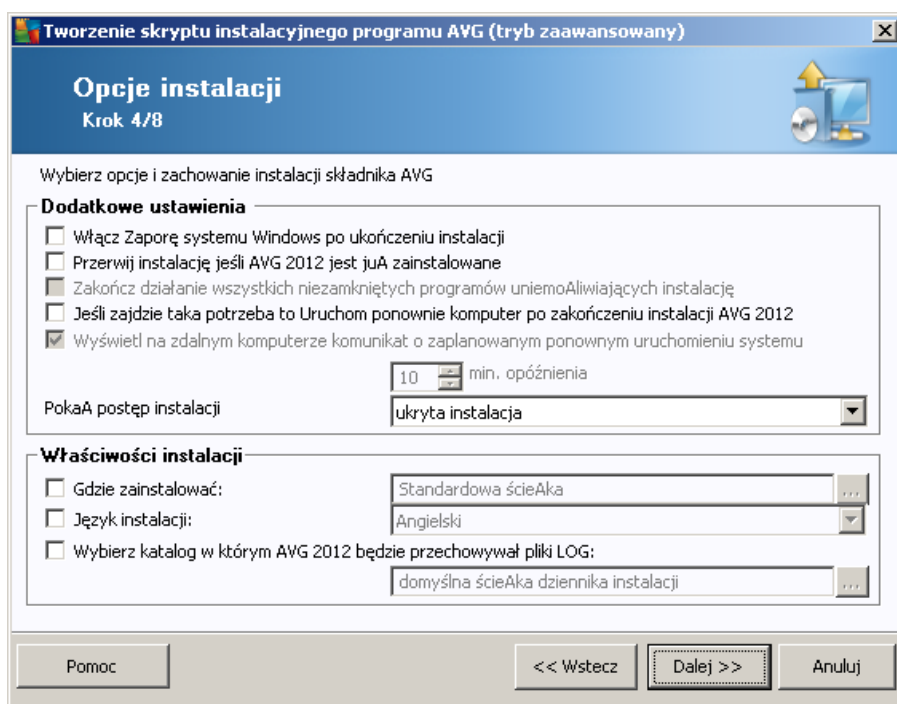 Tworzenie skryptu instalacyjnego programu AVG (tryb zaawansowany)
Opcje instalacji
Krok 4/8
Wybierz opcje i zachowanie instalacji składnika AVG
Dodatkowe ustawienia
Włącz Zaporę systemu Windows po ukończeniu instalacji
Przerwij instalację jeśli AVG 2012 jest juA zainstalowane
Zakończ działanie wszystkich niezamkniętych programów uniemoAliwiających instalację
Jeśli zajdzie taka potrzeba to Uruchom ponownie komputer po zakończeniu instalacji AVG 2012
Wyświetl na zdalnym komputerze komunikat o zaplanowanym ponownym uruchomieniu systemu
10 min. opóźnienia
PokaA postęp instalacji ukryta instalacja
Właściwości instalacji
Gdzie zainstalować: Standardowa ścieAka ...
Język instalacji: Angielski
Wybierz katalog w którym AVG 2012 będzie przechowywał pliki LOG:
domyślna ścieAka dziennika instalacji ...
Pomoc << Wstecz Dalej >> Anuluj